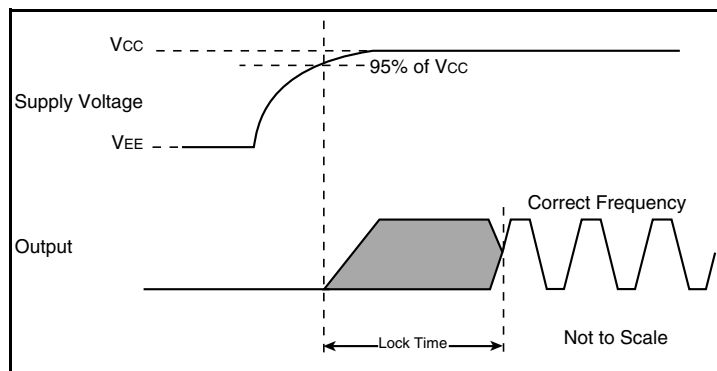 VCC
95% of VCC
Supply Voltage
VEE
Correct Frequency
Output
Lock Time
Not to Scale